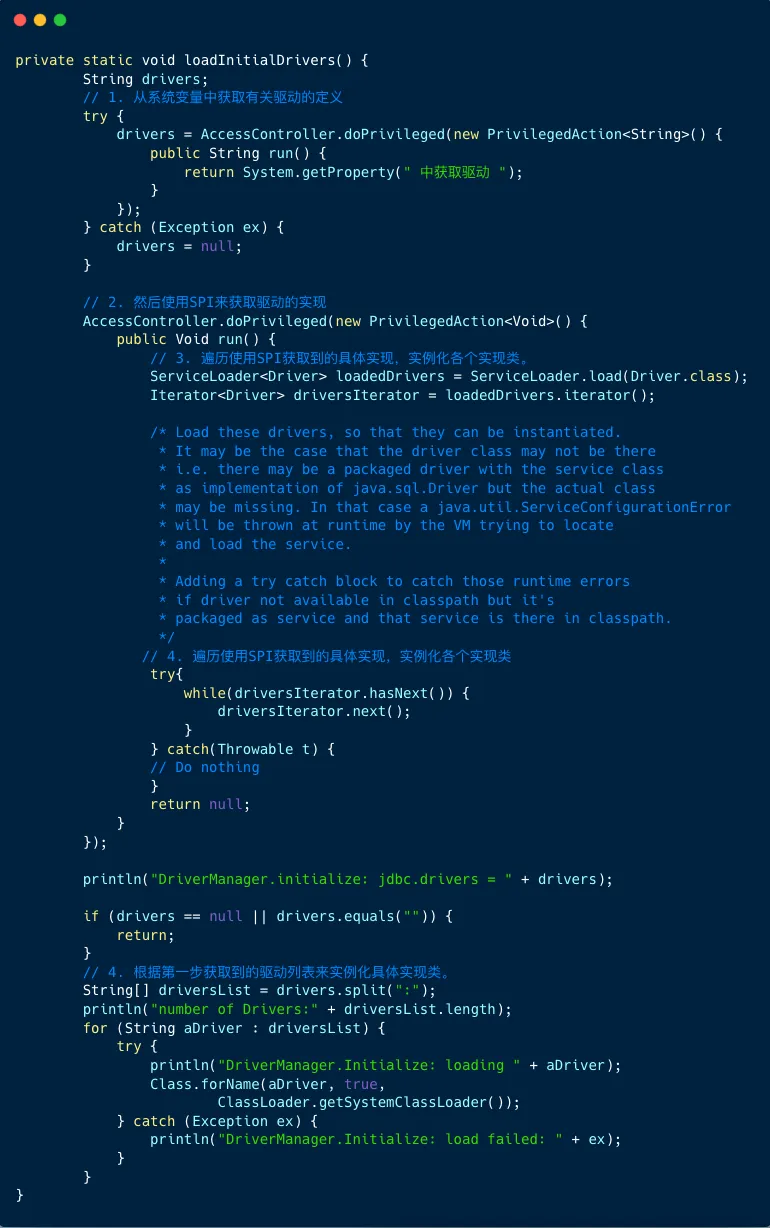 private static void loadInitialDrivers() {
        String drivers;
        // 1. 从系统变量中获取有关驱动的定义
        try {
            drivers = AccessController.doPrivileged(new PrivilegedAction<String>() {
                public String run() {
                    return System.getProperty(" 中获取驱动 ");
                }
            });
        } catch (Exception ex) {
            drivers = null;
        }

        // 2. 然后使用SPI来获取驱动的实现
        AccessController.doPrivileged(new PrivilegedAction<Void>() {
            public Void run() {
                // 3. 遍历使用SPI获取到的具体实现，实例化各个实现类。
                ServiceLoader<Driver> loadedDrivers = ServiceLoader.load(Driver.class);
                Iterator<Driver> driversIterator = loadedDrivers.iterator();

                /* Load these drivers, so that they can be instantiated.
                 * It may be the case that the driver class may not be there
                 * i.e. there may be a packaged driver with the service class
                 * as implementation of java.sql.Driver but the actual class
                 * may be missing. In that case a java.util.ServiceConfigurationError
                 * will be thrown at runtime by the VM trying to locate
                 * and load the service.
                 *
                 * Adding a try catch block to catch those runtime errors
                 * if driver not available in classpath but it's
                 * packaged as service and that service is there in classpath.
                 */
               // 4. 遍历使用SPI获取到的具体实现，实例化各个实现类
                try{
                    while(driversIterator.hasNext()) {
                        driversIterator.next();
                    }
                } catch(Throwable t) {
                // Do nothing
                }
                return null;
            }
        });

        println("DriverManager.initialize: jdbc.drivers = " + drivers);

        if (drivers == null || drivers.equals("")) {
            return;
        }
        // 4. 根据第一步获取到的驱动列表来实例化具体实现类。
        String[] driversList = drivers.split(":");
        println("number of Drivers:" + driversList.length);
        for (String aDriver : driversList) {
            try {
                println("DriverManager.Initialize: loading " + aDriver);
                Class.forName(aDriver, true,
                        ClassLoader.getSystemClassLoader());
            } catch (Exception ex) {
                println("DriverManager.Initialize: load failed: " + ex);
            }
        }
}